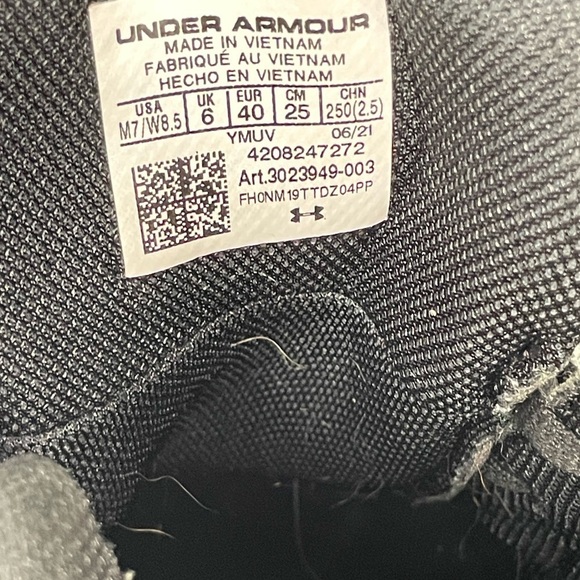 UNDER ARMOUR
MADE IN VIETNAM
FABRIQUÉ AU VIETNAM
HECHO EN VIETNAM
USA UK EUR CM CHN
M7/W8.5 6 40 25 250(2.5)
YMUV 06/21
4208247272
Art.3023949-003
FH0NM19TTDZ04PP